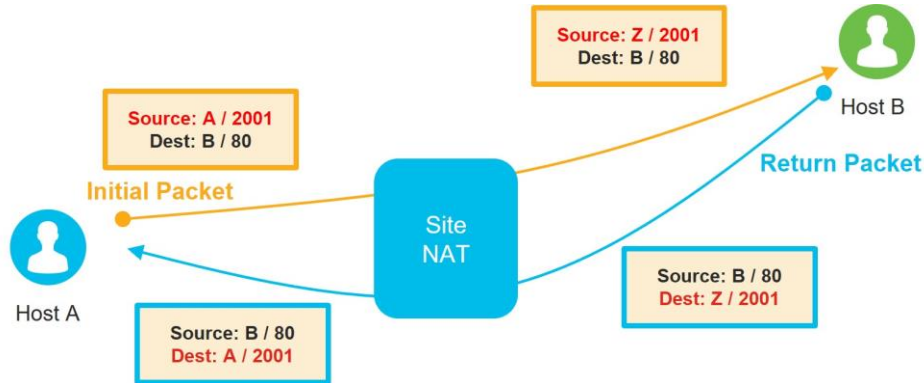 Source: Z / 2001
Dest: B / 80
Host B
Source: A / 2001
Dest: B / 80
Initial Packet
Return Packet
Site
NAT
Host A
Source: B / 80
Dest: Z / 2001
Source: B / 80
Dest: A / 2001